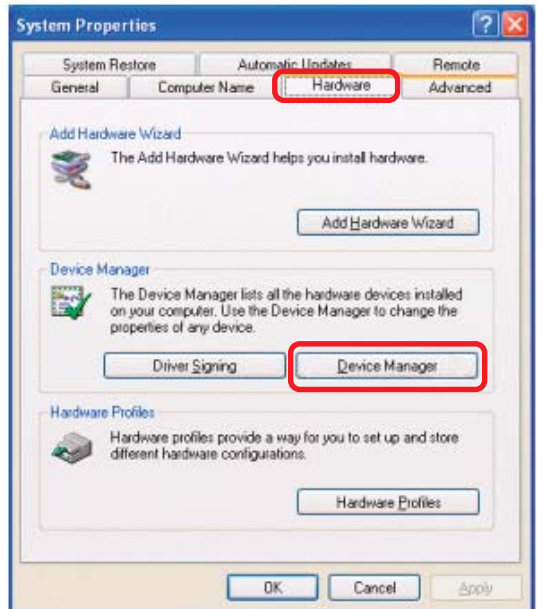 System Properties
System Restore Automatic Updates Remote
General Computer Name Hardware Advanced
Add Hardware Wizard
The Add Hardware Wizard helps you install hardware.
Add Hardware Wizard
Device Manager
The Device Manager lists all the hardware devices installed
on your computer. Use the Device Manager to change the
properties of any device.
Driver Signing Device Manager
Hardware Profiles
Hardware profiles provide a way for you to set up and store
different hardware configurations.
Hardware Profiles
OK Cancel Apply